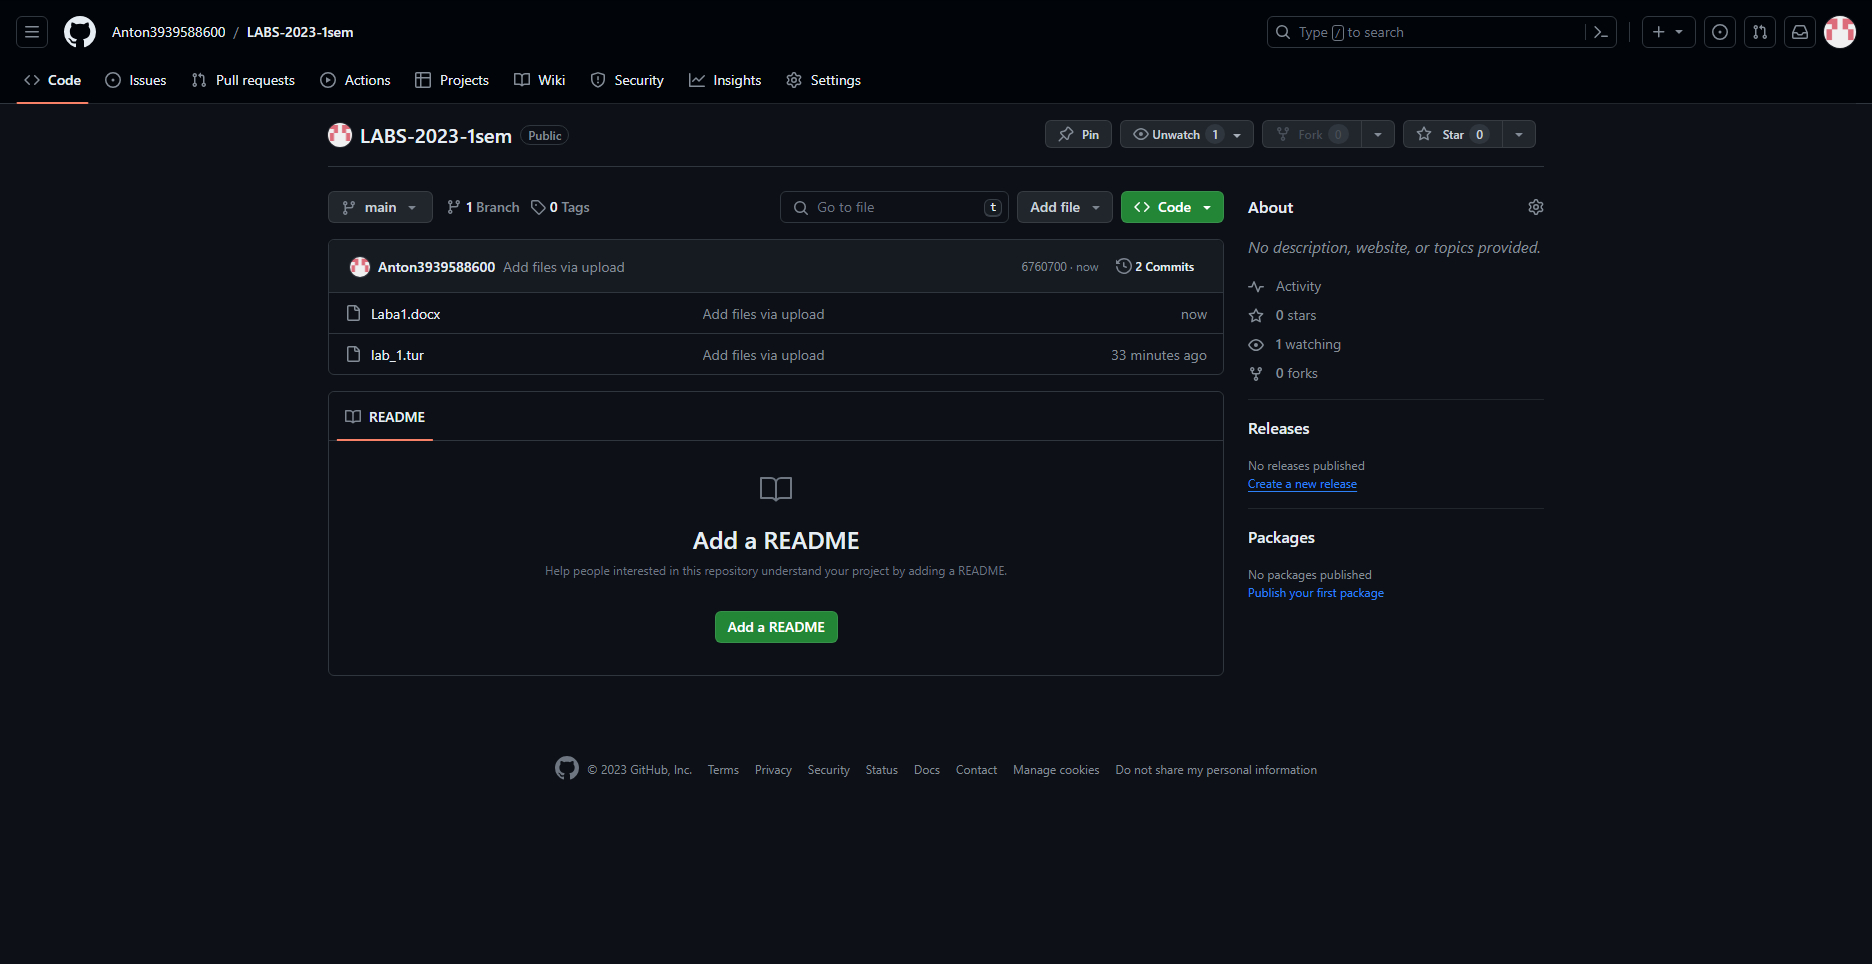 Anton3939588600 / LABS-2023-1sem
Type / to search
Code Issues Pull requests Actions Projects Wiki Security Insights Settings
LABS-2023-1sem Public
Pin Unwatch 1 Fork 0 Star 0
main 1 Branch 0 Tags Go to file t Add file Code
Anton3939588600 Add files via upload 6760700 · now 2 Commits
Laba1.docx Add files via upload now
lab_1.tur Add files via upload 33 minutes ago
README
Add a README
Help people interested in this repository understand your project by adding a README.
Add a README
About
No description, website, or topics provided.
Activity
0 stars
1 watching
0 forks
Releases
No releases published
Create a new release
Packages
No packages published
Publish your first package
© 2023 GitHub, Inc. Terms Privacy Security Status Docs Contact Manage cookies Do not share my personal information